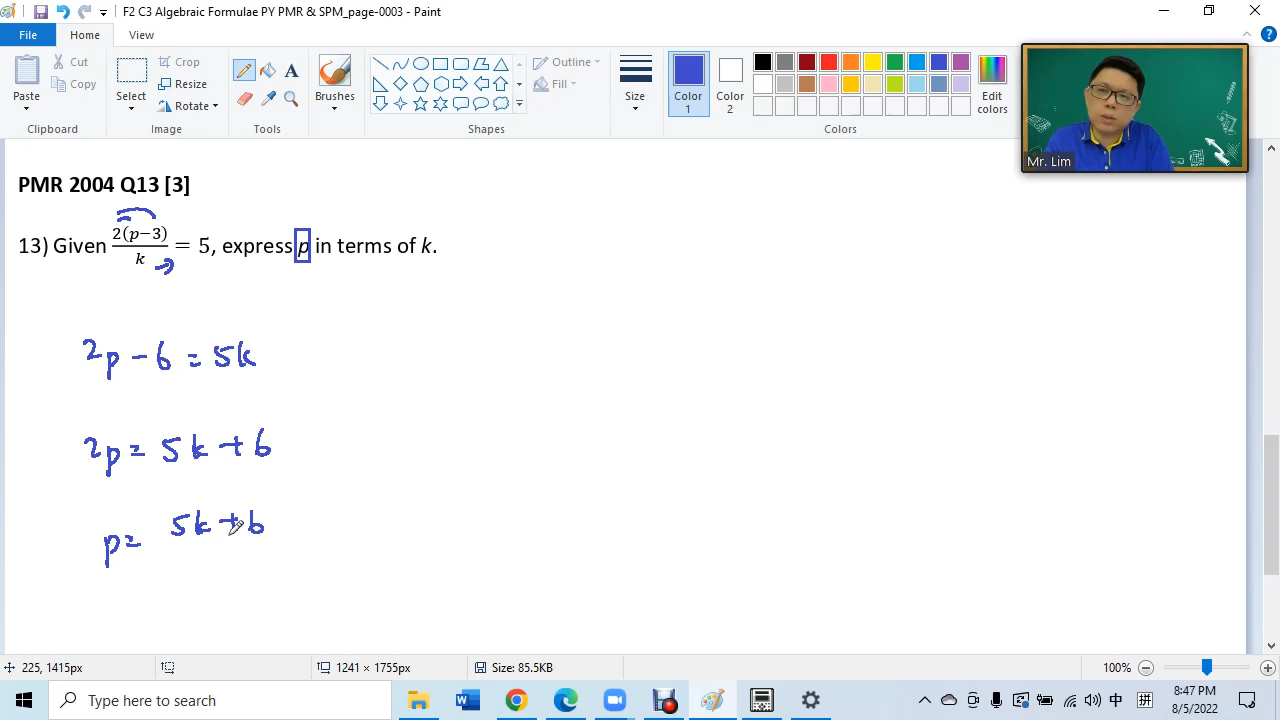 F2 C3 Algebraic Formulae PY PMR & SPM_page-0003 - Paint
File Home View
Paste Cut Copy
Select Crop Resize Rotate
A
Brushes
Outline
Fill
Size
Color 1
Color 2
Edit colors
Clipboard Image Tools Shapes Colors
Mr. Lim
PMR 2004 Q13 [3]
13) Given 2(p−3)/k = 5, express p in terms of k.
2p - 6 = 5k
2p = 5k + 6
p = 5k + 6
225, 1415px 1241 × 1755px Size: 85.5KB 100%
Type here to search
中 拼
8:47 PM
8/5/2022